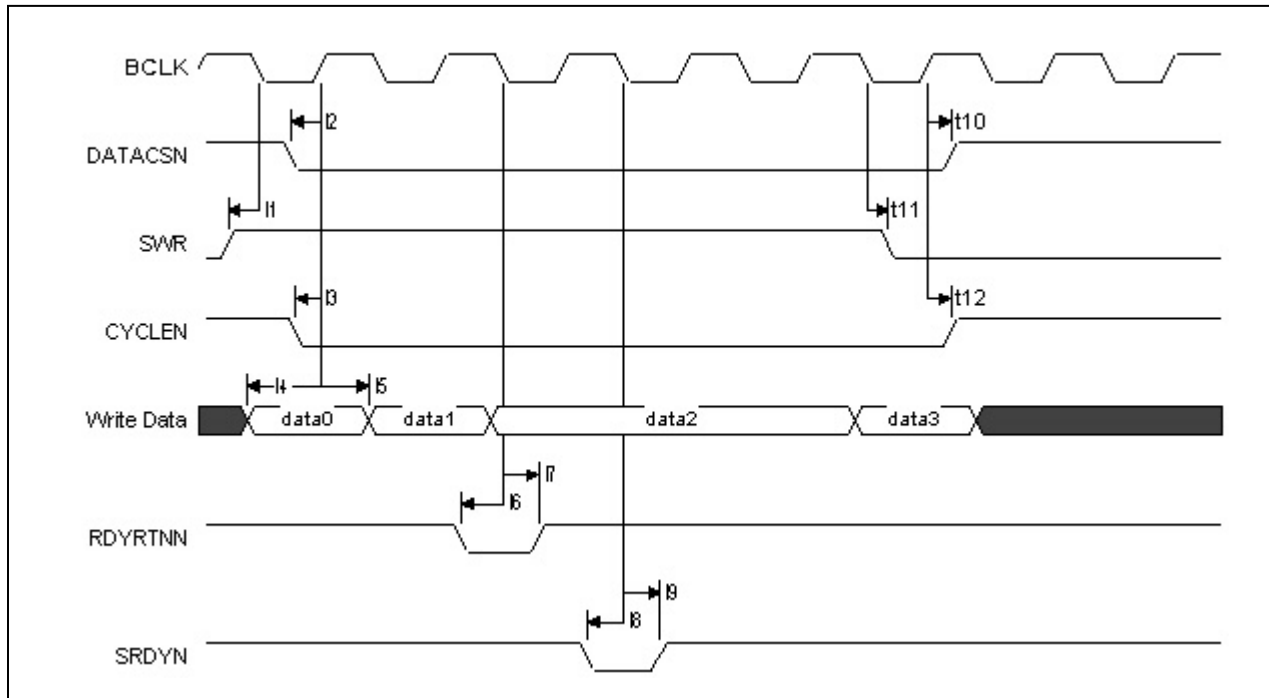 BCLK
t2
t10
DATACSN
t1
t11
SWR
t3
t12
CYCLEN
t4
t5
Write Data
data0
data1
data2
data3
t7
t6
RDYRTNN
t9
t8
SRDYN